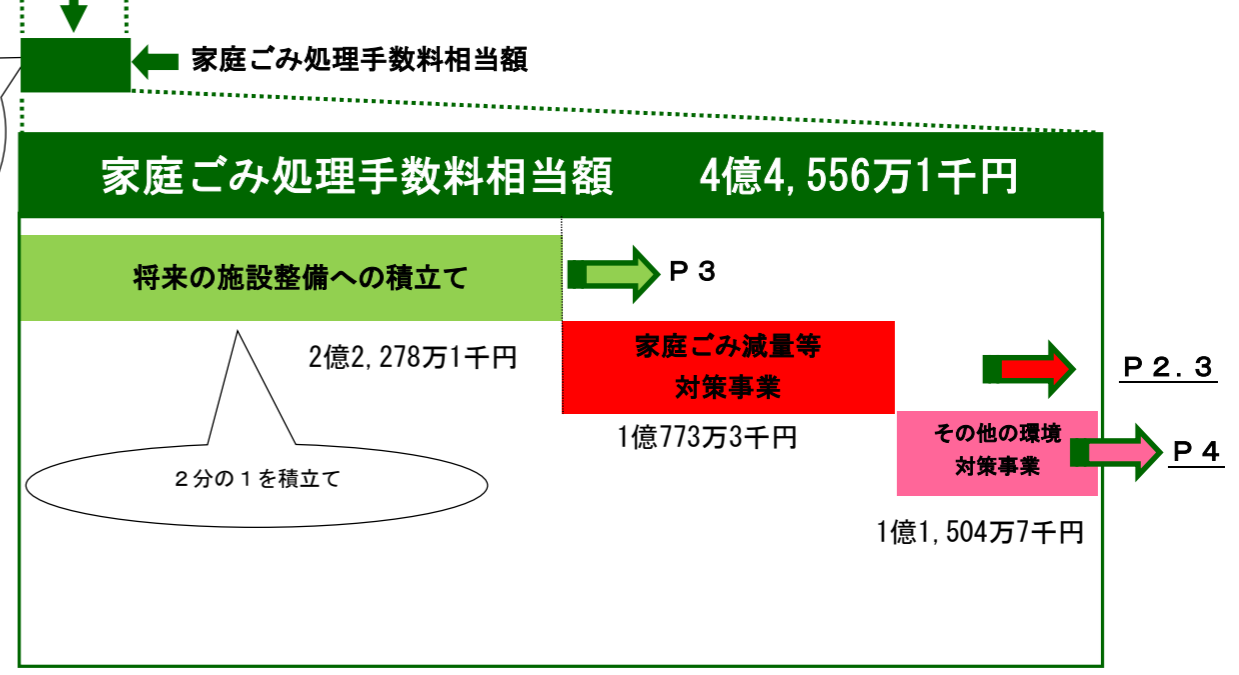 家庭ごみ処理手数料相当額
家庭ごみ処理手数料相当額 4億4,556万1千円
将来の施設整備への積立て
P3
2億2,278万1千円
家庭ごみ減量等
対策事業
P2.3
1億773万3千円
その他の環境
対策事業
P4
2分の1を積立て
1億1,504万7千円